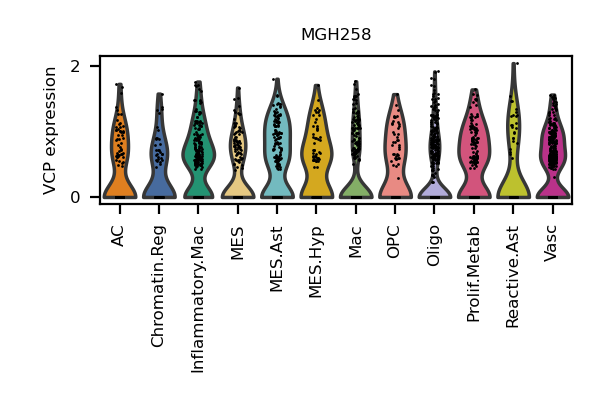 MGH258
VCP expression
2
0
AC
Chromatin.Reg
Inflammatory.Mac
MES
MES.Ast
MES.Hyp
Mac
OPC
Oligo
Prolif.Metab
Reactive.Ast
Vasc